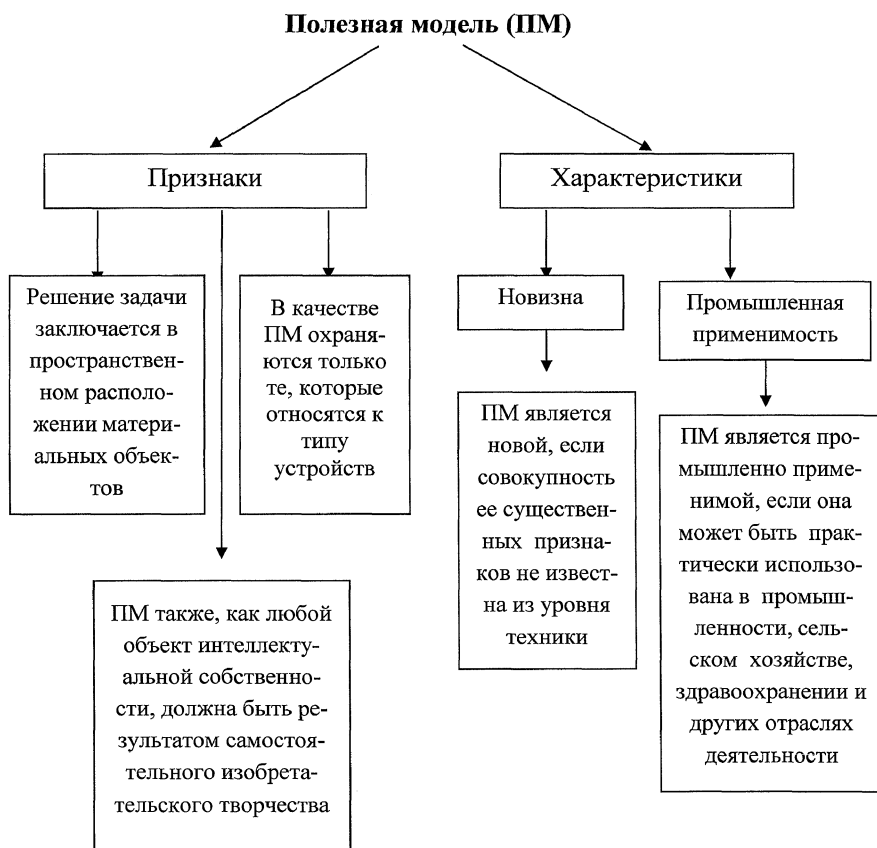 Полезная модель (ПМ)
Признаки
Характеристики
Решение задачи
заключается в
пространствен-
ном располо-
жении матери-
альных объек-
тов
В качестве
ПМ охраня-
ются только
те, которые
относятся к
типу
устройств
Новизна
Промышленная
применимость
ПМ также, как любой
объект интеллекту-
альной собственно-
сти, должна быть ре-
зультатом самостоя-
тельного изобрета-
тельского творчества
ПМ является
новой, если
совокупность
ее существен-
ных призна-
ков не извест-
на из уровня
техники
ПМ является про-
мышленно приме-
нимой, если она
может быть прак-
тически использо-
вана в промыш-
ленности, сель-
ском хозяйстве,
здравоохранении и
других отраслях
деятельности